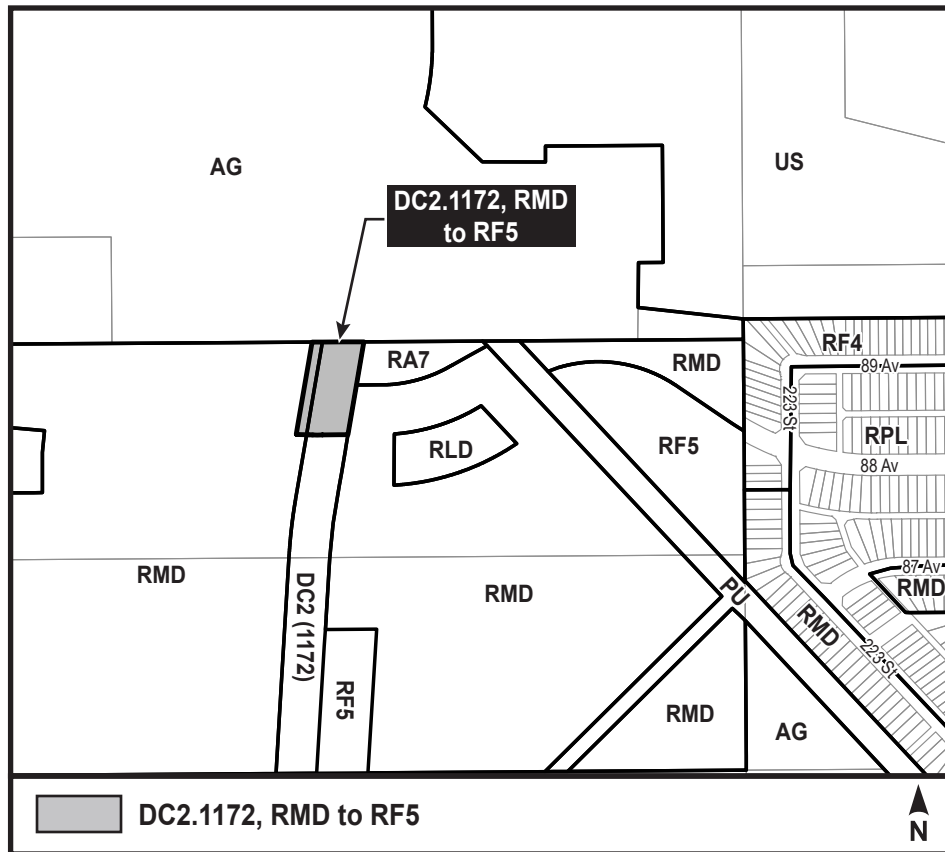 AG
US
DC2.1172, RMD
to RF5
RA7
RMD
RF4
89 Av
223 St
RPL
RLD
RF5
88 Av
RMD
RMD
87 Av
RMD
DC2 (1172)
PU
RMD
223 St
RF5
RMD
AG
DC2.1172, RMD to RF5
N